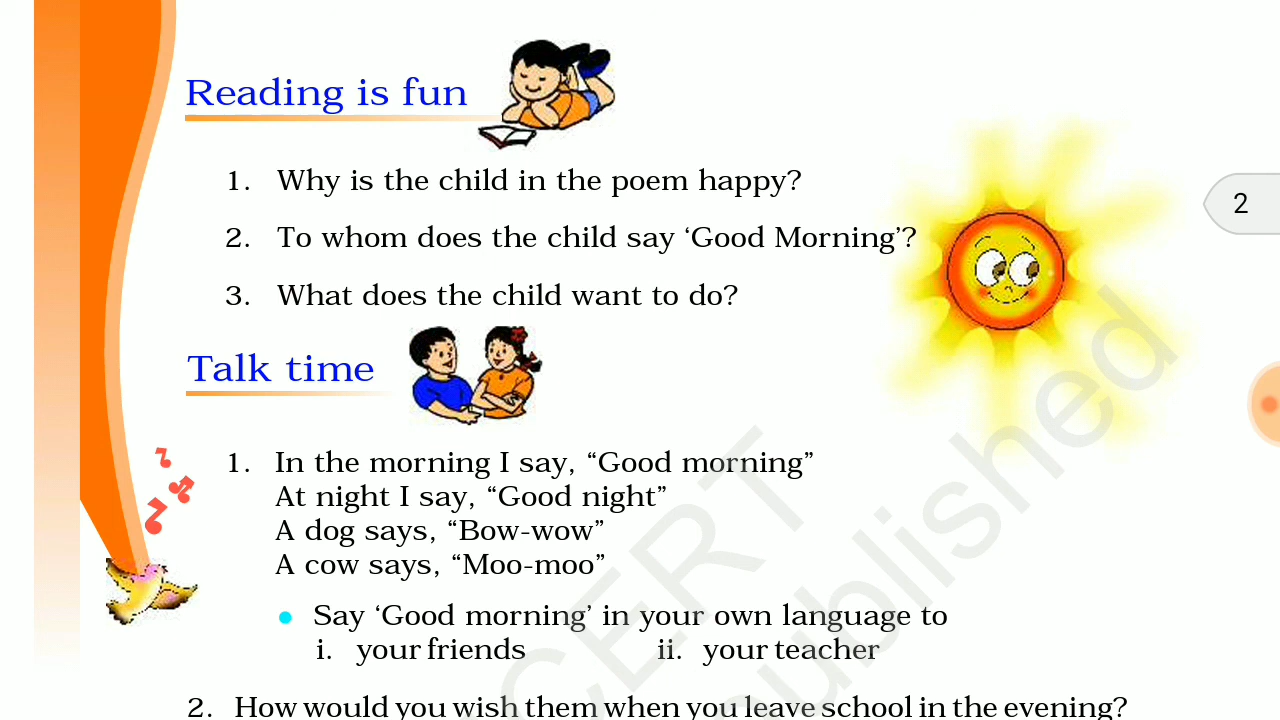 Reading is fun
1. Why is the child in the poem happy?
2. To whom does the child say ‘Good Morning’?
3. What does the child want to do?
2
Talk time
1. In the morning I say, “Good morning”
At night I say, “Good night”
A dog says, “Bow-wow”
A cow says, “Moo-moo”
• Say ‘Good morning’ in your own language to
i. your friends ii. your teacher
2. How would you wish them when you leave school in the evening?
CERT
published